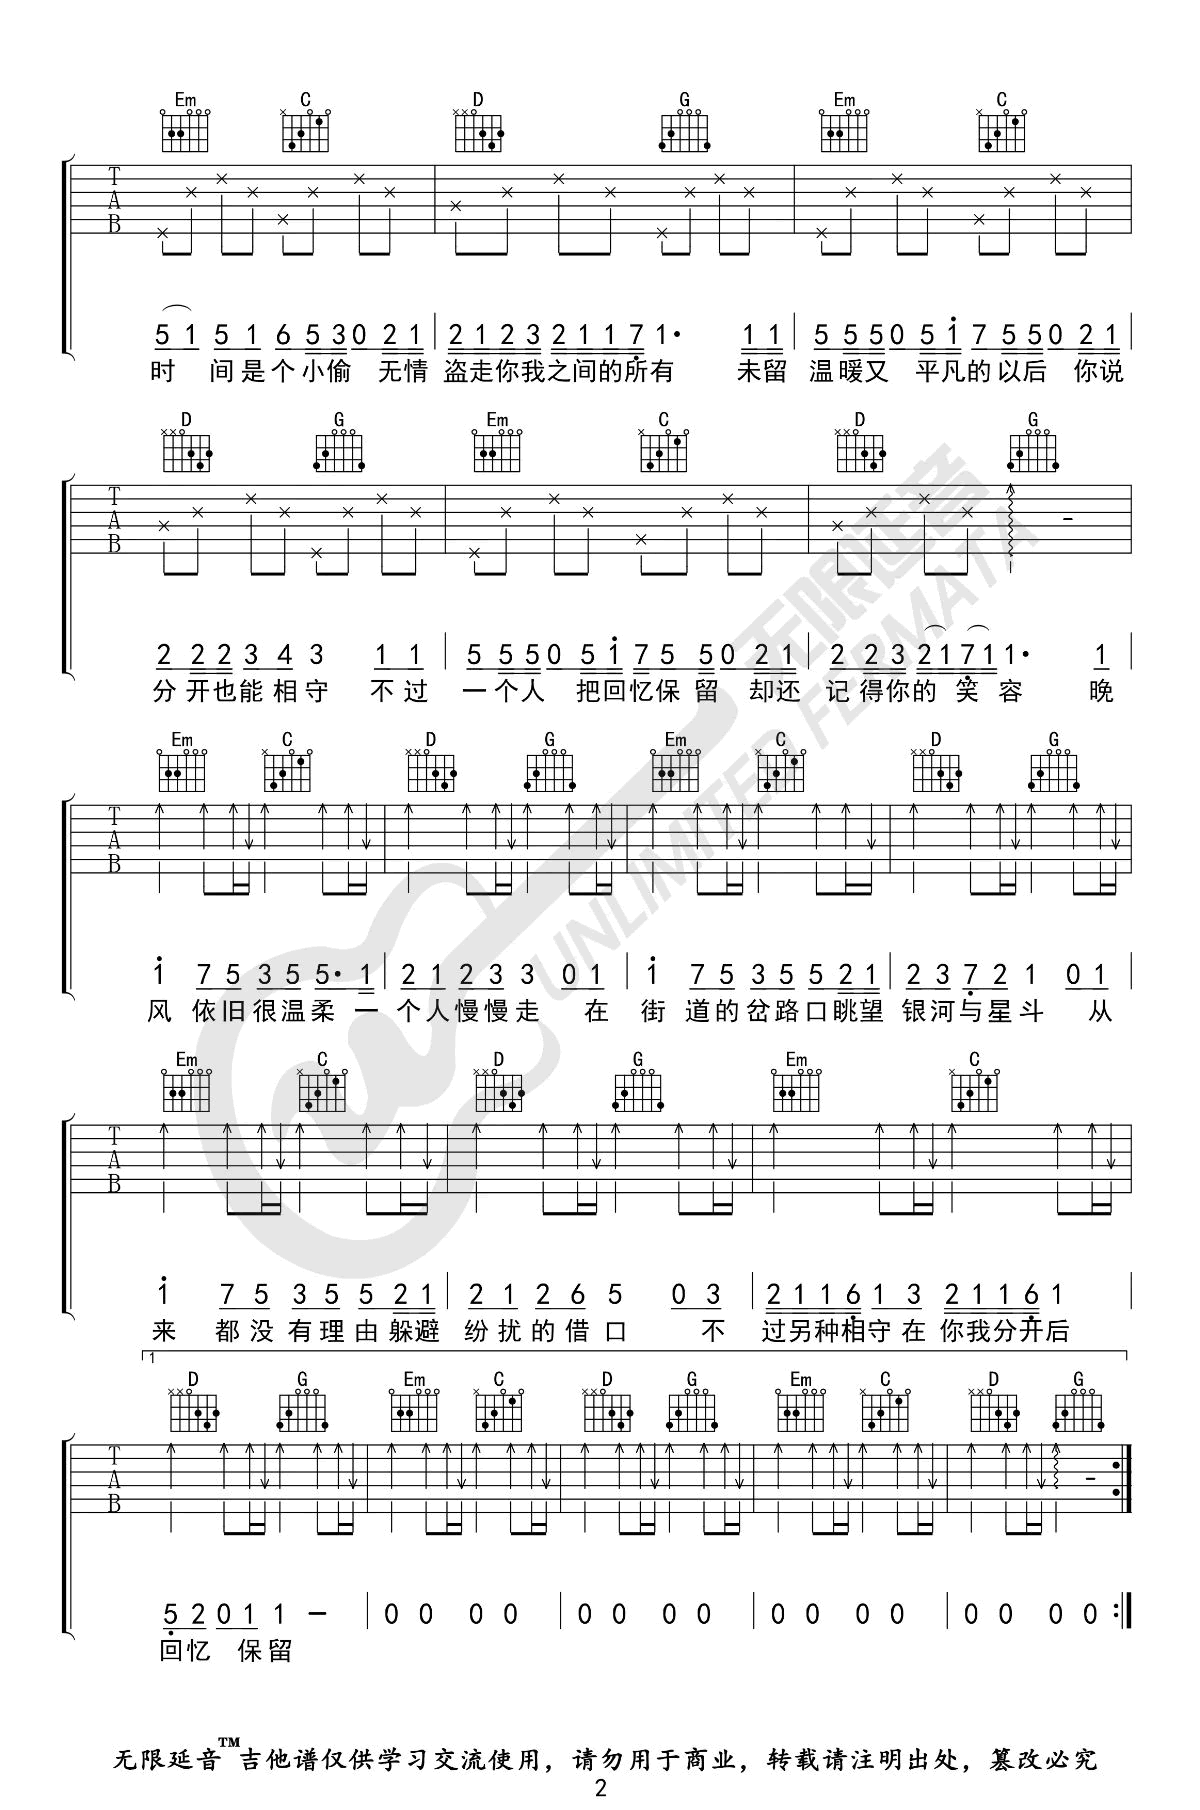 Em C D G Em C
T
A
B
5 1 5 1 6 5 3 0 2 1 | 2 1 2 3 2 1 1 7 1· 1 1 | 5 5 5 0 5 1 7 5 5 0 2 1
时 间是个小偷 无情 盗走你我之间的所有 未留 温暖又 平凡的以后 你说
D G Em C D G
T
A
B
2 2 2 3 4 3 1 1 | 5 5 5 0 5 1 7 5 5 0 2 1 | 2 2 3 2 1 7 1 1· 1
分开也能相守 不过 一个人 把回忆保留 却还 记得你的 笑 容 晚
Em C D G Em C D G
T
A
B
1 7 5 3 5 5· 1 | 2 1 2 3 3 0 1 | 1 7 5 3 5 5 2 1 | 2 3 7 2 1 0 1
风 依旧很温柔 一 个人慢慢走 在 街 道的岔路口眺望 银河与星斗 从
Em C D G Em C
T
A
B
1 7 5 3 5 5 2 1 | 2 1 2 6 5 0 3 | 2 1 1 6 1 3 2 1 1 6 1
来 都没有理由躲避 纷扰的借口 不 过另种相守在 你我分开后
1
D G Em C D G Em C D G
T
A
B
5 2 0 1 1 – | 0 0 0 0 | 0 0 0 0 | 0 0 0 0 | 0 0 0 0 :
回忆 保留
无限延音
UNLIMITED FERMATA
无限延音™吉他谱仅供学习交流使用，请勿用于商业，转载请注明出处，篡改必究
2